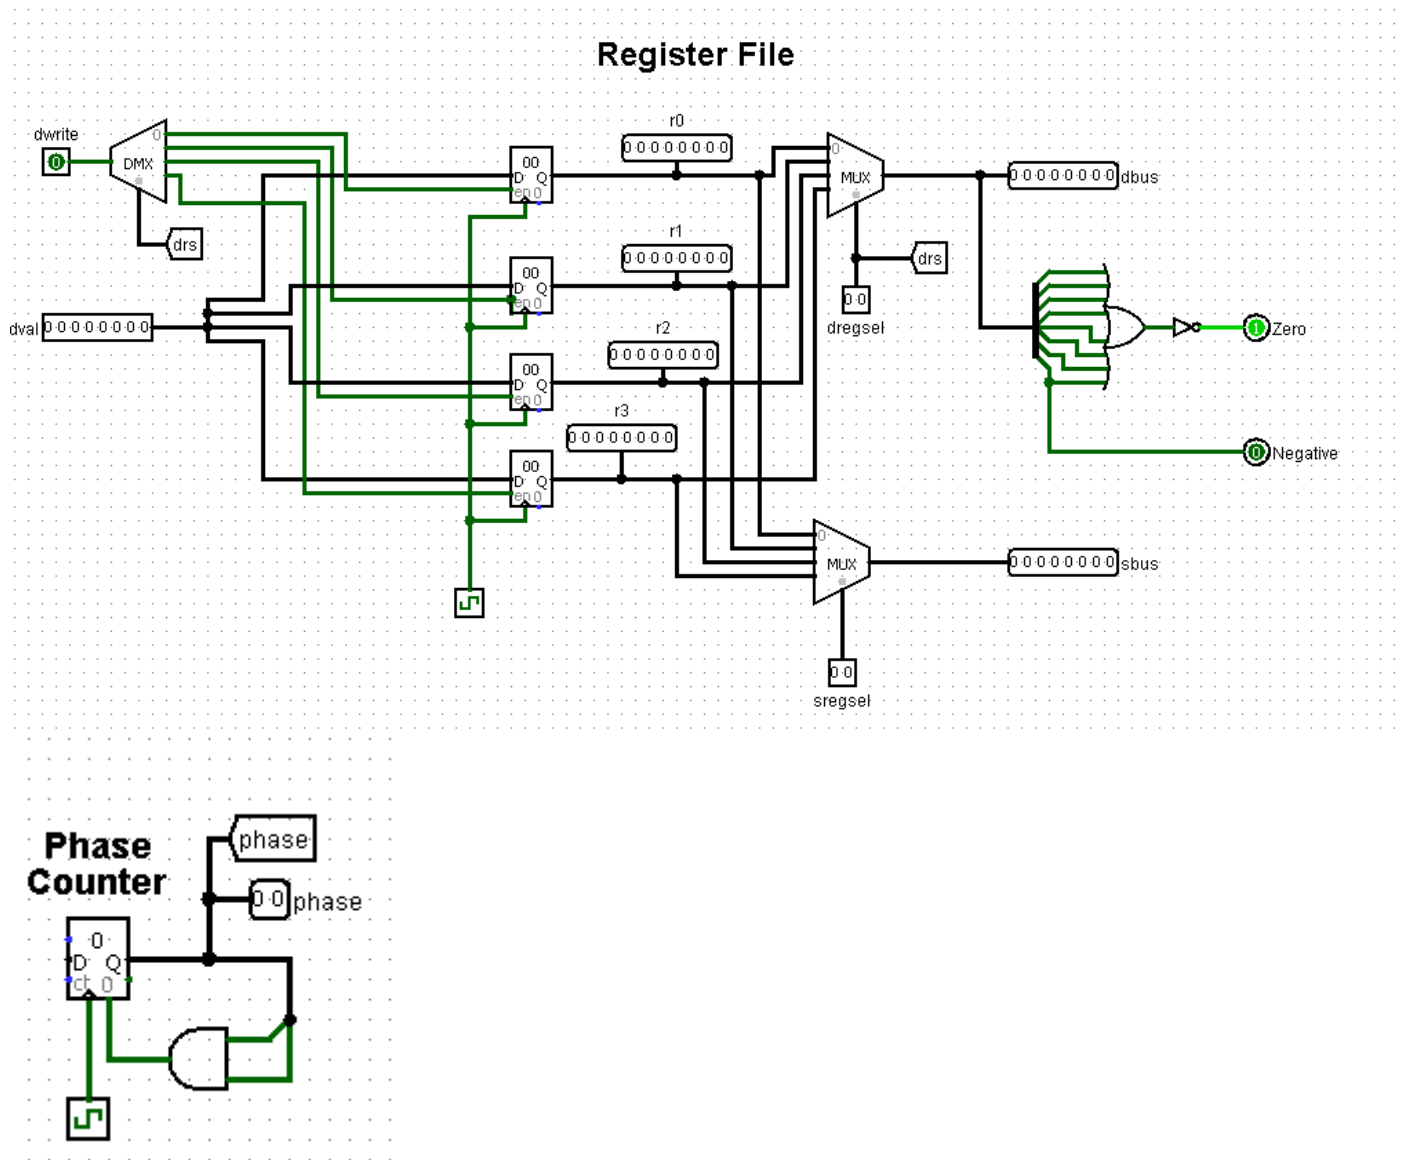 Register File
dwrite
0
DMX
0
drs
dval
0 0 0 0 0 0 0 0
00
D Q
en 0
00
D Q
en 0
00
D Q
en 0
00
D Q
en 0
r0
0 0 0 0 0 0 0 0
r1
0 0 0 0 0 0 0 0
r2
0 0 0 0 0 0 0 0
r3
0 0 0 0 0 0 0 0
0
MUX
drs
0 0
dregsel
0 0 0 0 0 0 0 0 dbus
1 Zero
0 Negative
0
MUX
0 0
sregsel
0 0 0 0 0 0 0 0 sbus
Phase
Counter
phase
0 0 phase
0
D Q
ct 0